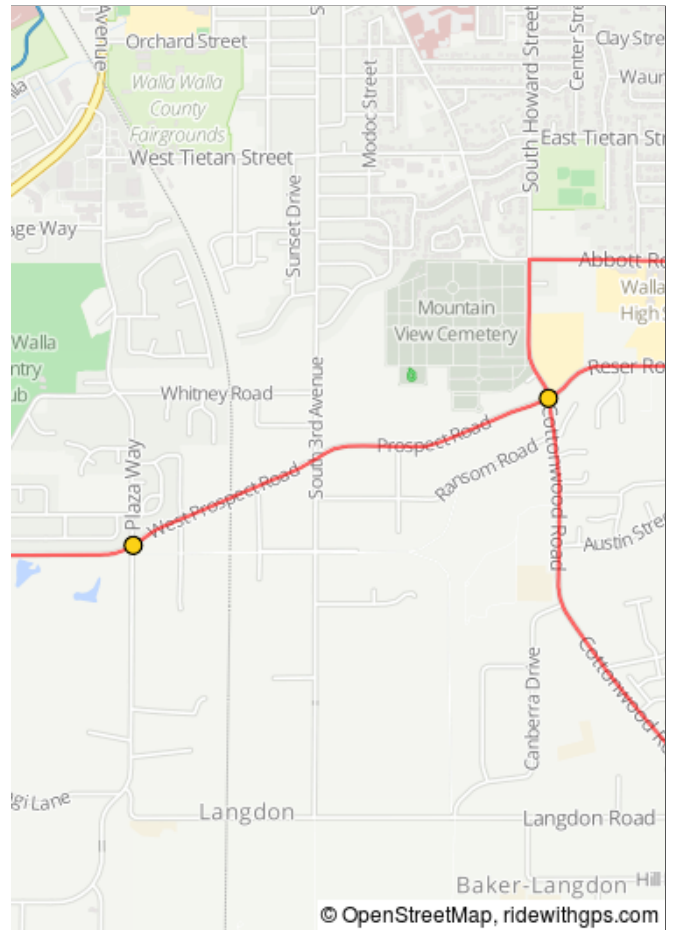 Avenue
S
Orchard Street
South Howard Street
Center Stre
Clay Stre
Walla Walla
County
Fairgrounds
Modoc Street
Waur
East Tietan St
West Tietan Street
age Way
Sunset Drive
Abbott Ro
Mountain
View Cemetery
Walla
High S
Walla
ntry
ub
Whitney Road
South 3rd Avenue
Reser Ro
Prospect Road
Plaza Way
West Prospect Road
Ransom Road
Cottonwood Road
Austin Stree
Cottonwood R
Canberra Drive
gi Lane
Langdon
Langdon Road
Baker-Langdon
Hill
© OpenStreetMap, ridewithgps.com